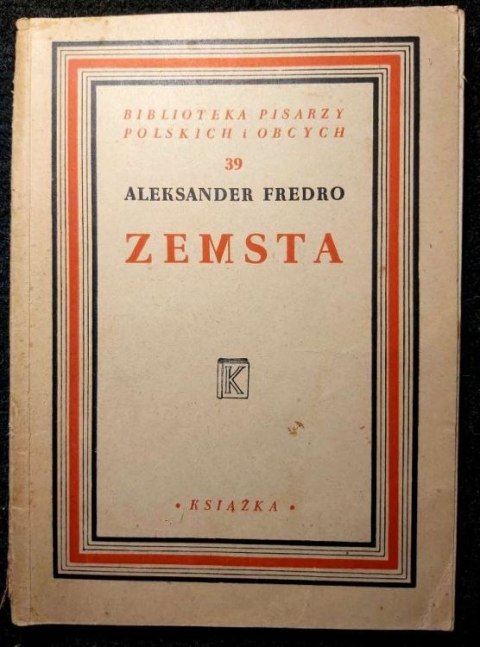 BIBLIOTEKA PISARZY
POLSKICH i OBCYCH
39
ALEKSANDER FREDRO
ZEMSTA
K
• KSIĄŻKA •